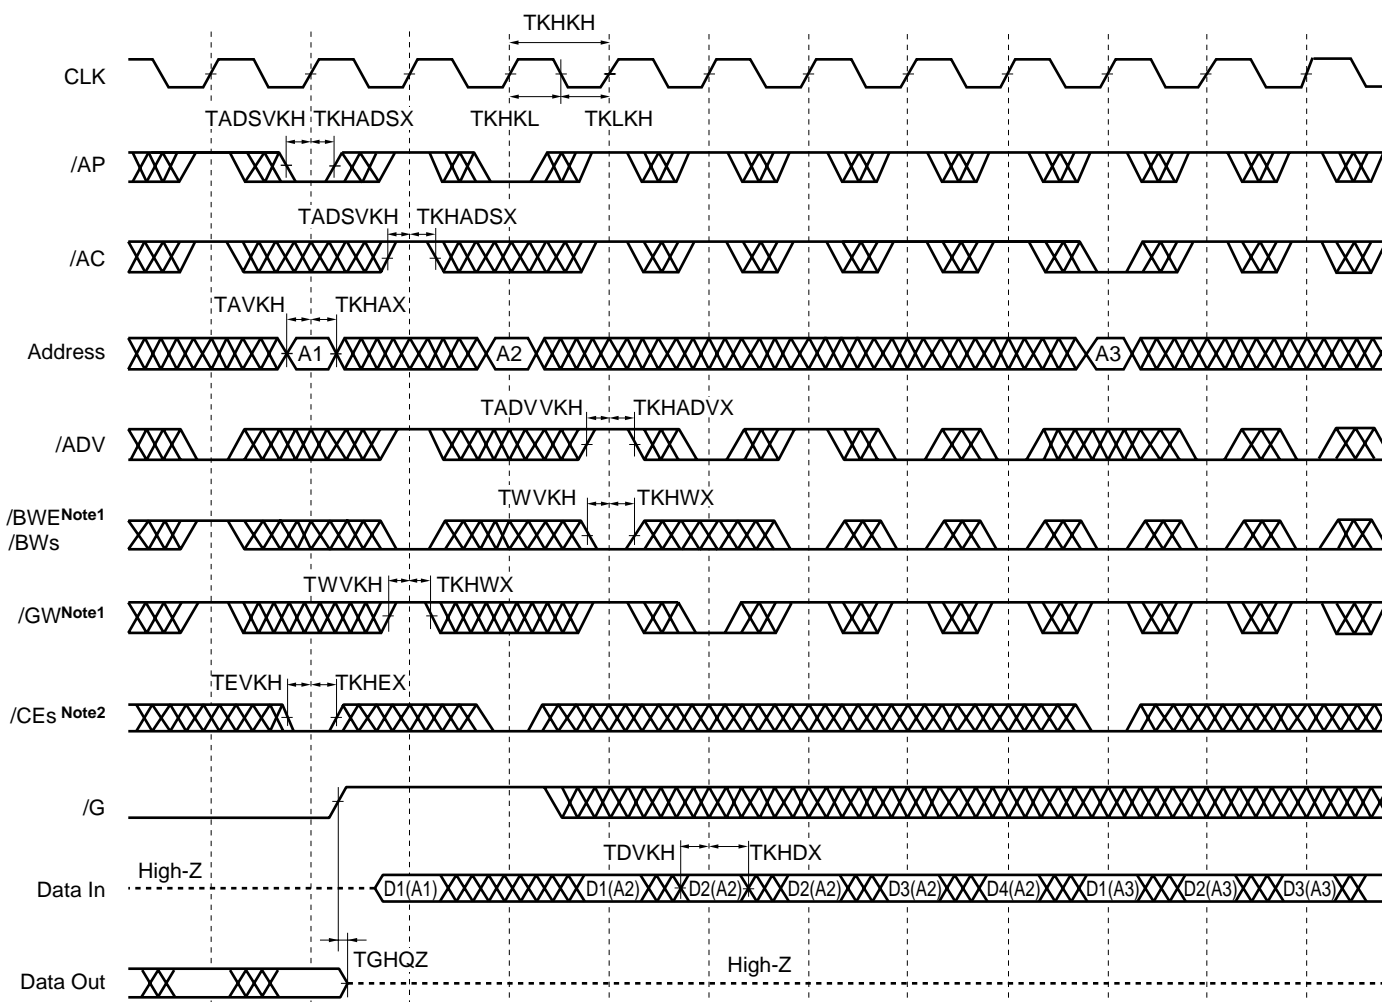 TKHKH
CLK
TADSVKH TKHADSX TKHKL TKLKH
/AP
TADSVKH TKHADSX
/AC
TAVKH TKHAX
Address A1 A2 A3
TADVVKH TKHADVX
/ADV
TWVKH TKHWX
/BWE Note1
/BWs
TWVKH TKHWX
/GW Note1
TEVKH TKHEX
/CEs Note2
/G
TDVKH TKHDX
High-Z
Data In D1(A1) D1(A2) D2(A2) D2(A2) D3(A2) D4(A2) D1(A3) D2(A3) D3(A3)
TGHQZ High-Z
Data Out